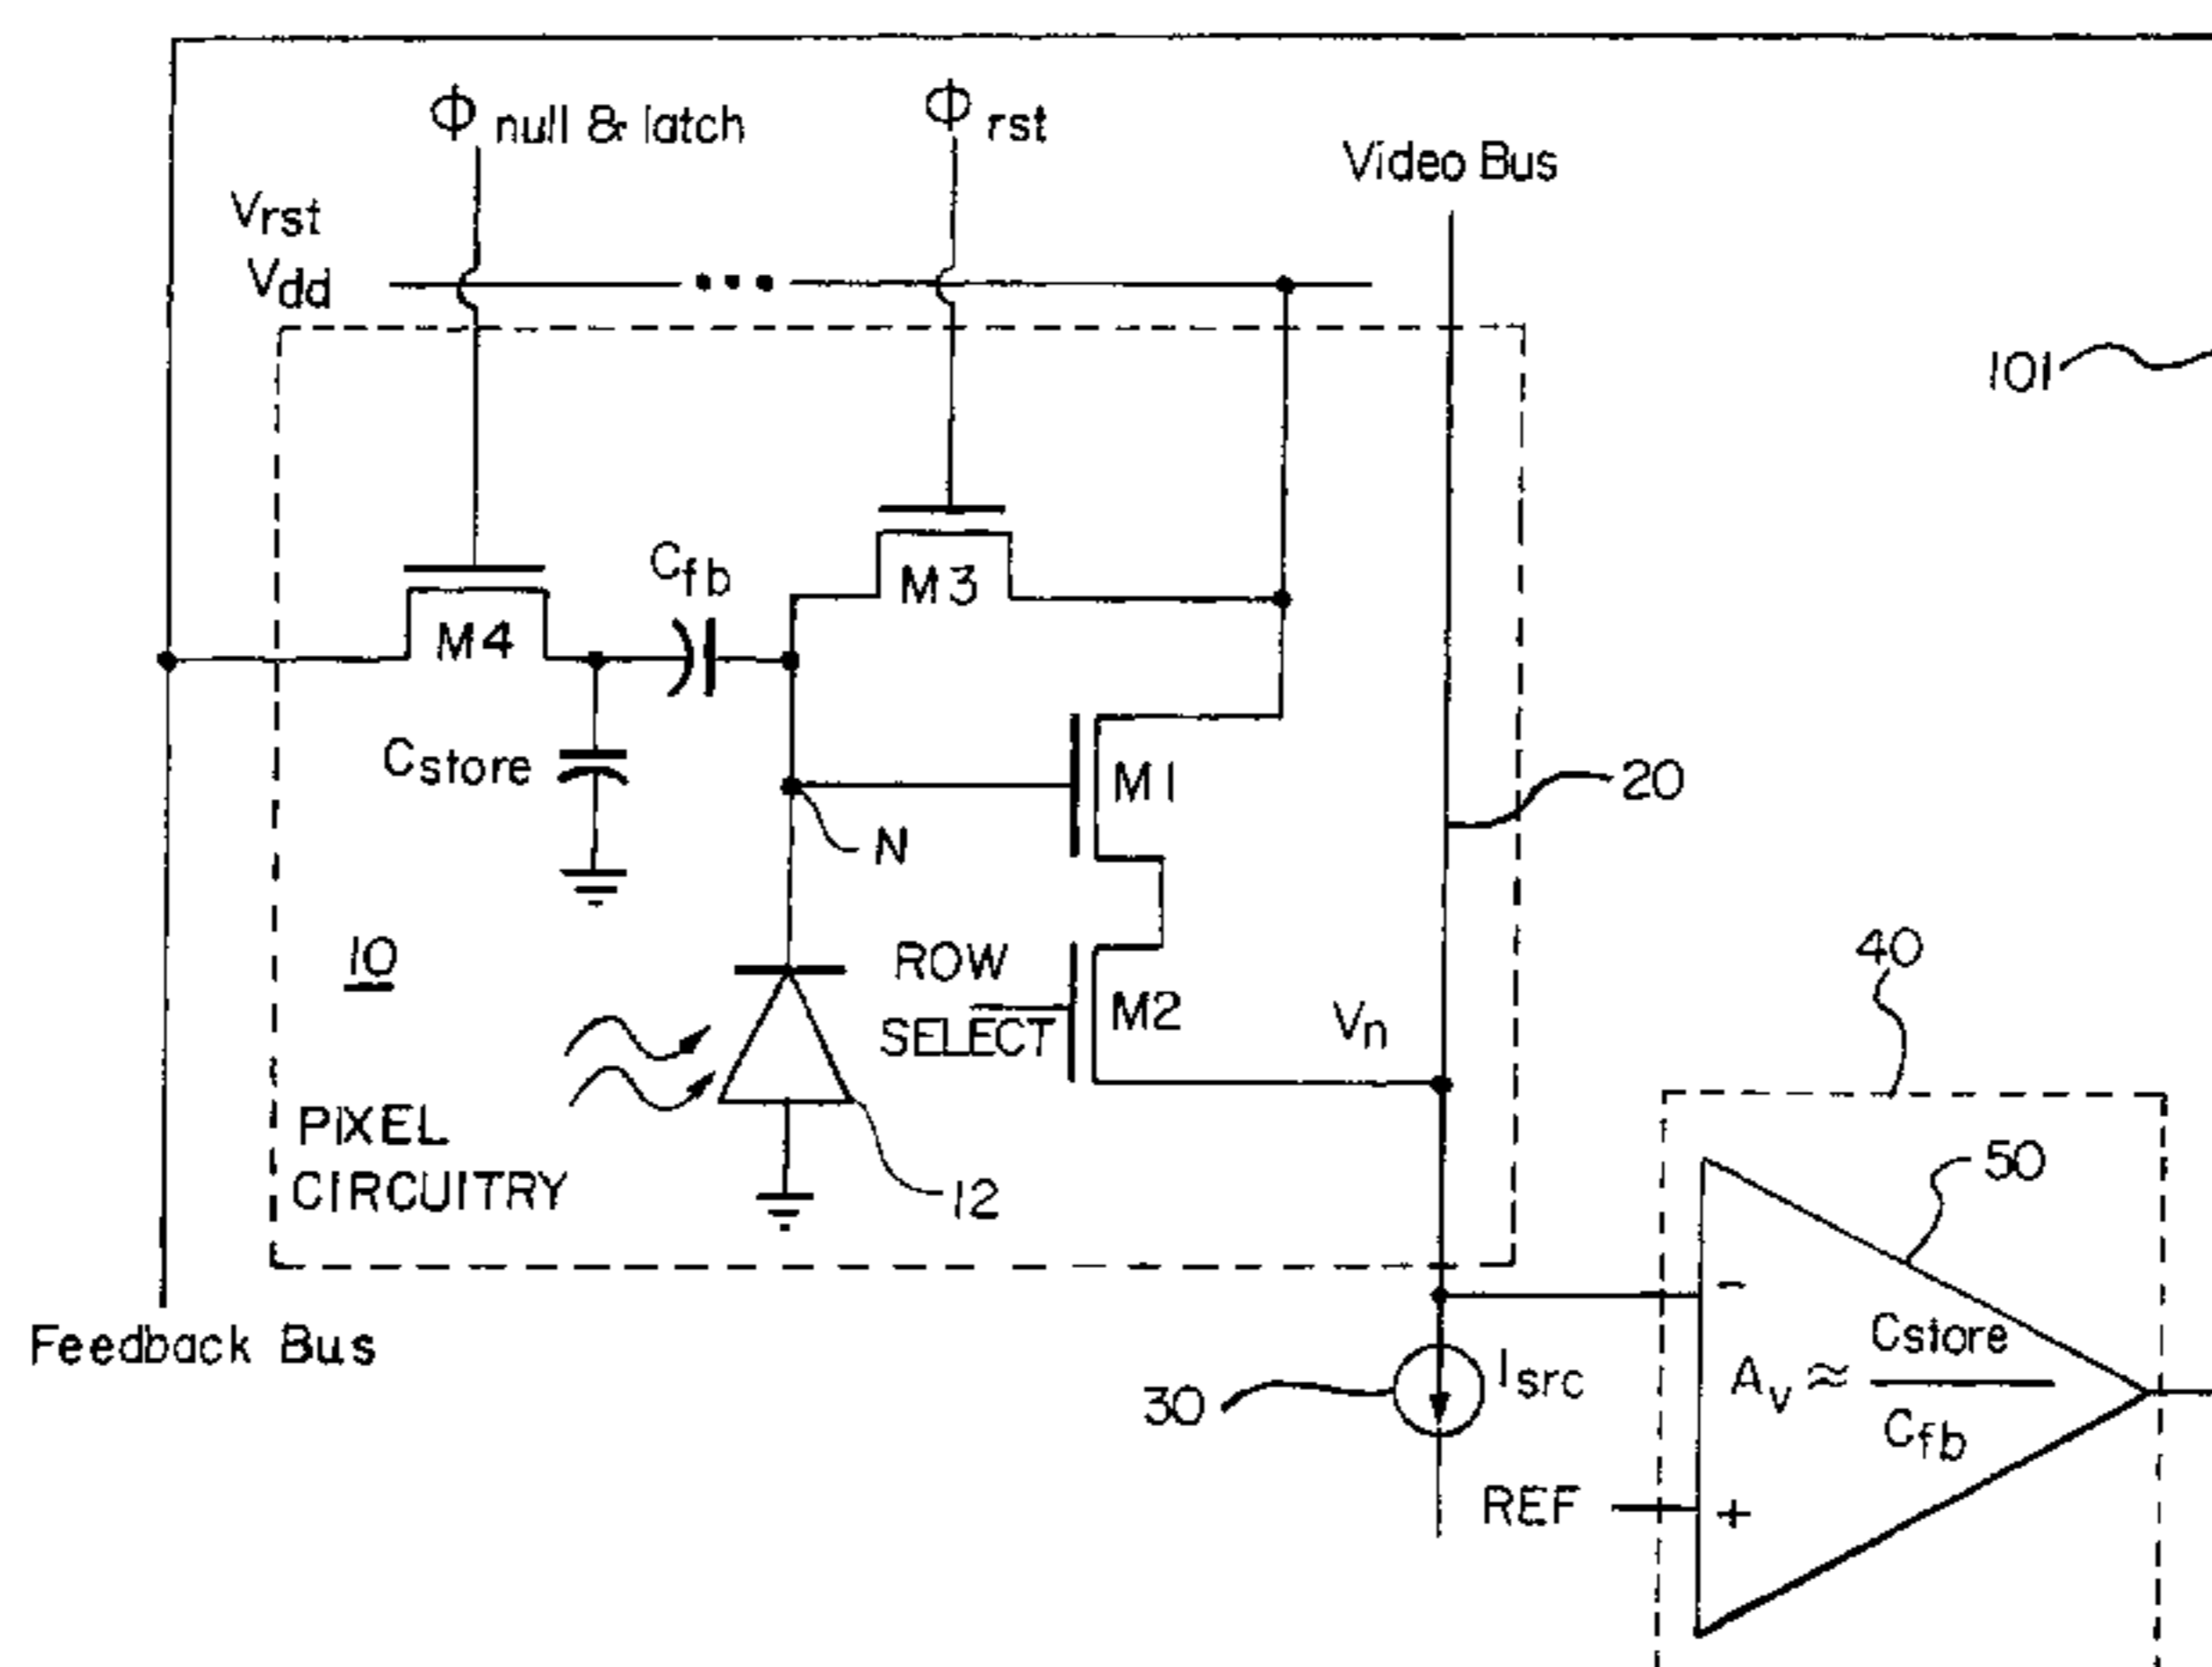 Φ null & latch
Φ rst
Video Bus
Vrst
Vdd
101
Cfb
M3
M4
Cstore
M1
20
N
10
ROW
SELECT
M2
Vn
40
PIXEL
CIRCUITRY
12
50
-
Feedback Bus
30
Isrc
Av ≈ Cstore
Cfb
REF
+